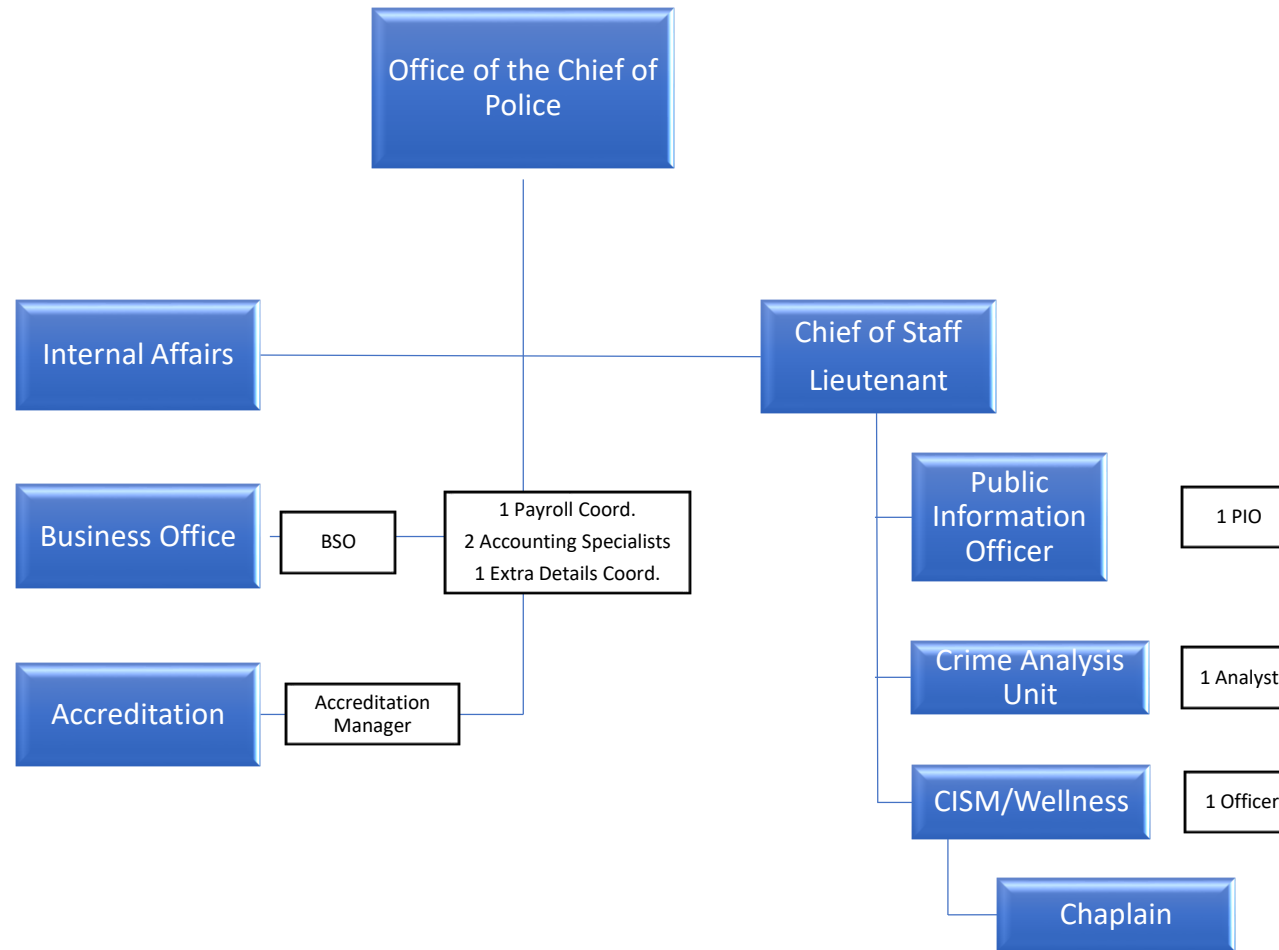 Office of the Chief of
Police
Internal Affairs
Chief of Staff
Lieutenant
Public
Information
Officer
1 PIO
Business Office
BSO
1 Payroll Coord.
2 Accounting Specialists
1 Extra Details Coord.
Crime Analysis
Unit
1 Analyst
Accreditation
Accreditation
Manager
CISM/Wellness
1 Officer
Chaplain